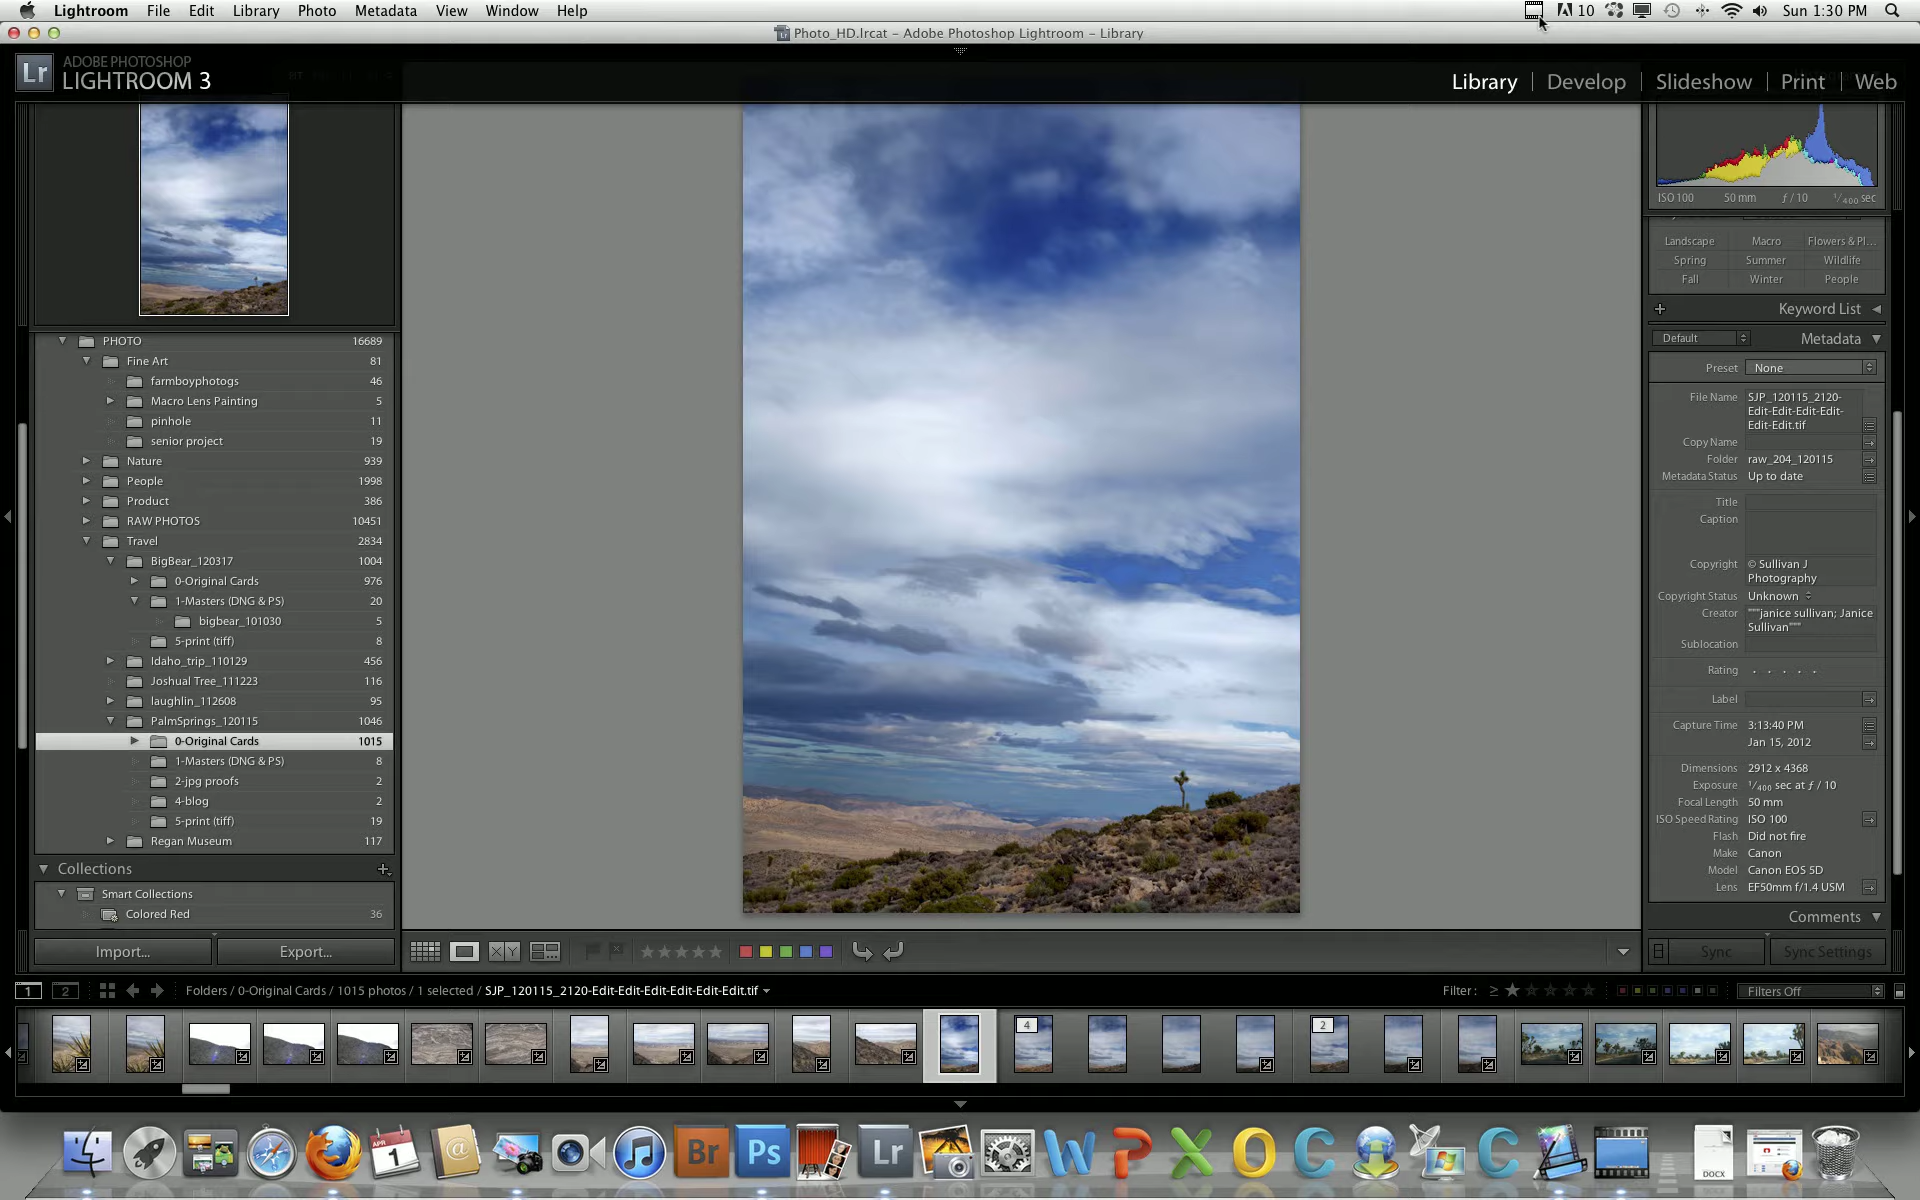 Lightroom File Edit Library Photo Metadata View Window Help
10 Sun 1:30 PM
Photo_HD.lrcat – Adobe Photoshop Lightroom – Library
Lr ADOBE PHOTOSHOP
LIGHTROOM 3
Library | Develop | Slideshow | Print | Web
PHOTO 16689
Fine Art 81
farmboyphotogs 46
Macro Lens Painting 5
pinhole 11
senior project 19
Nature 939
People 1998
Product 386
RAW PHOTOS 10451
Travel 2834
BigBear_120317 1004
0-Original Cards 976
1-Masters (DNG & PS) 20
bigbear_101030 5
5-print (tiff) 8
Idaho_trip_110129 456
Joshual Tree_111223 116
laughlin_112608 95
PalmSprings_120115 1046
0-Original Cards 1015
1-Masters (DNG & PS) 8
2-jpg proofs 2
4-blog 2
5-print (tiff) 19
Regan Museum 117
Collections
Smart Collections
Colored Red 36
Import... Export...
ISO 100 50 mm ƒ / 10 1/400 sec
Landscape Macro Flowers & Pl...
Spring Summer Wildlife
Fall Winter People
Keyword List
Default Metadata
Preset None
File Name SJP_120115_2120-
Edit-Edit-Edit-Edit-
Edit-Edit.tif
Copy Name
Folder raw_204_120115
Metadata Status Up to date
Title
Caption
Copyright © Sullivan J
Photography
Copyright Status Unknown
Creator """janice sullivan; Janice
Sullivan"""
Sublocation
Rating
Label
Capture Time 3:13:40 PM
Jan 15, 2012
Dimensions 2912 x 4368
Exposure 1/400 sec at ƒ / 10
Focal Length 50 mm
ISO Speed Rating ISO 100
Flash Did not fire
Make Canon
Model Canon EOS 5D
Lens EF50mm f/1.4 USM
Comments
Sync Sync Settings
X Y
1 2 Folders / 0-Original Cards / 1015 photos / 1 selected / SJP_120115_2120-Edit-Edit-Edit-Edit-Edit-Edit.tif
Filter : Filters Off
4 2
APR
1 @ Br Ps Lr W P X O C C DOCX